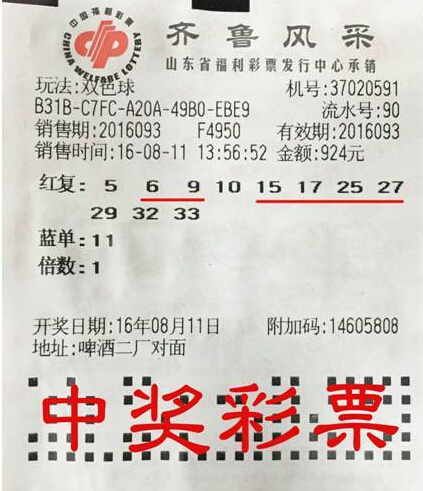 中国福利彩票
CHINA WELFARE LOTTERY
齐鲁风采
山东省福利彩票发行中心承销
玩法:双色球 机号:37020591
B31B-C7FC-A20A-49B0-EBE9 流水号:90
销售期:2016093 F4950 有效期:2016093
销售时间:16-08-11 13:56:52 金额:924元
红复: 5 6 9 10 15 17 25 27
29 32 33
蓝单:11
倍数:1
开奖日期:16年08月11日 附加码:14605808
地址:啤酒二厂对面
中奖彩票